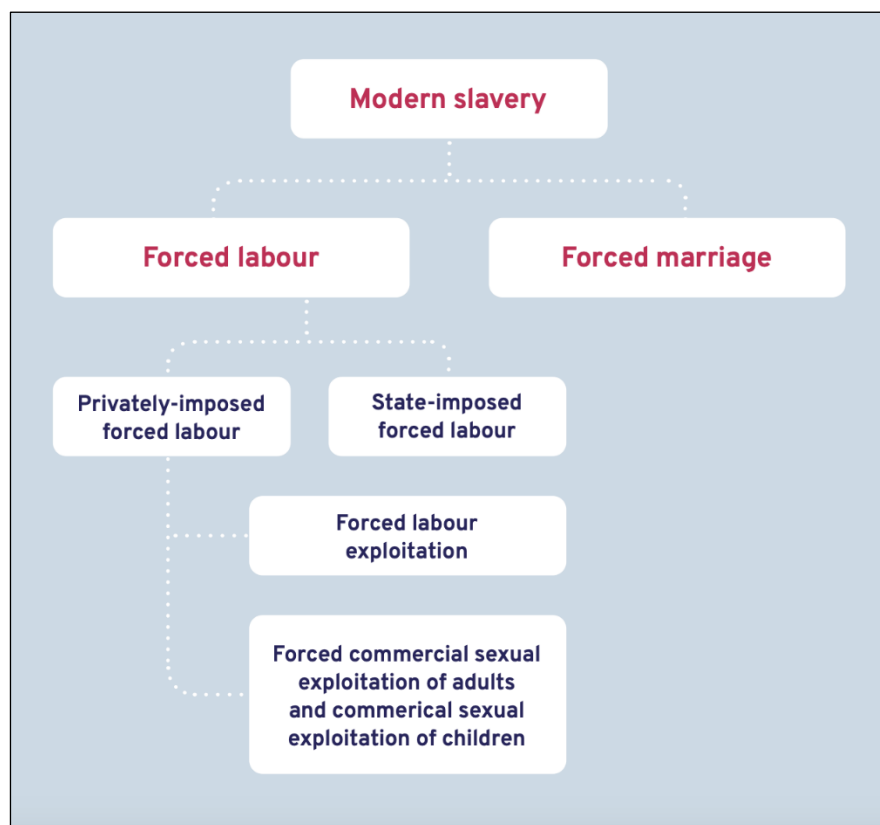 Modern slavery
Forced labour
Forced marriage
Privately-imposed
forced labour
State-imposed
forced labour
Forced labour
exploitation
Forced commercial sexual
exploitation of adults
and commerical sexual
exploitation of children